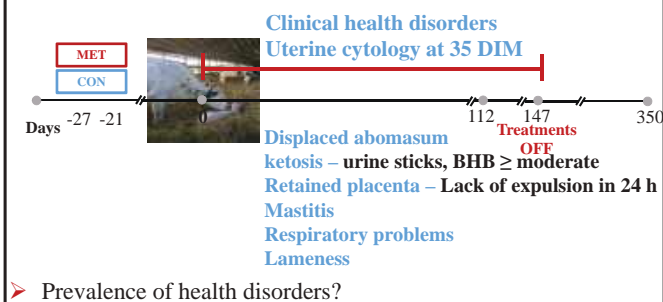 Clinical health disorders
Uterine cytology at 35 DIM
MET
CON
Days -27 -21 0 112 147 350
Treatments
OFF
Displaced abomasum
ketosis – urine sticks, BHB ≥ moderate
Retained placenta – Lack of expulsion in 24 h
Mastitis
Respiratory problems
Lameness
➢ Prevalence of health disorders?